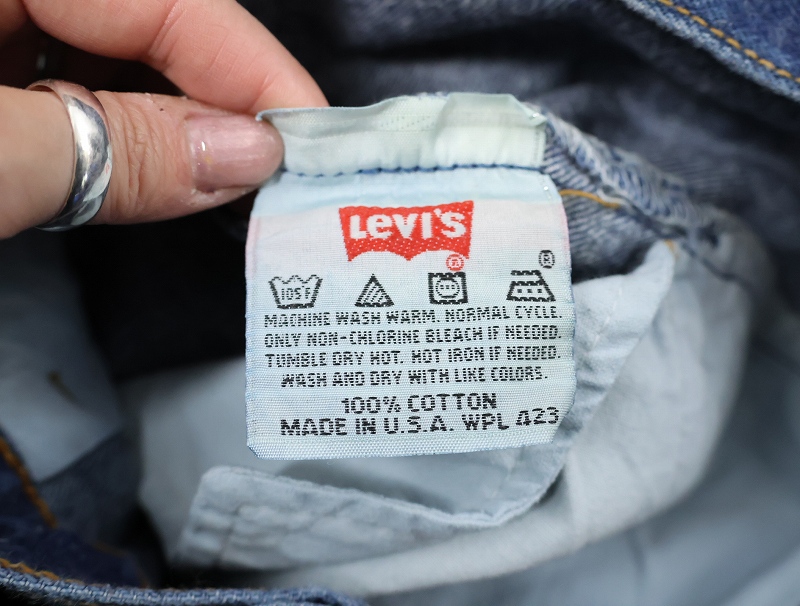 LEVI'S
®
®
105°F
MACHINE WASH WARM. NORMAL CYCLE.
ONLY NON-CHLORINE BLEACH IF NEEDED.
TUMBLE DRY HOT. HOT IRON IF NEEDED.
WASH AND DRY WITH LIKE COLORS.
100% COTTON
MADE IN U.S.A. WPL 423